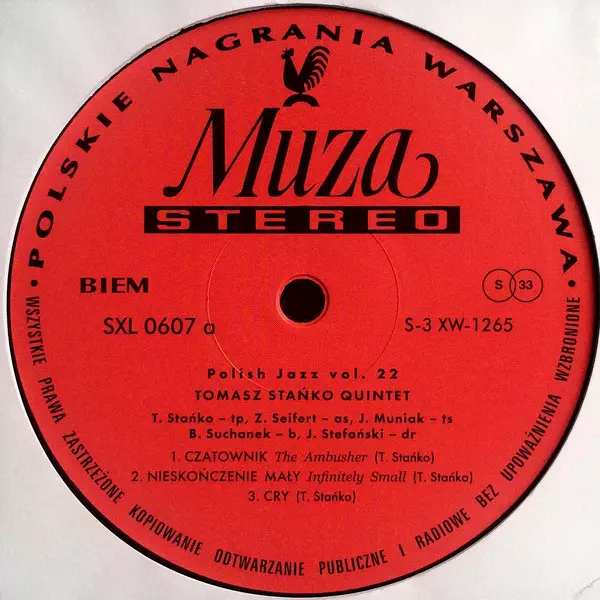 • POLSKIE NAGRANIA WARSZAWA •
Muza
STEREO
BIEM
S 33
SXL 0607 a
S-3 XW-1265
Polish Jazz vol. 22
TOMASZ STAŃKO QUINTET
T. Stańko – tp, Z. Seifert – as, J. Muniak – ts
B. Suchanek – b, J. Stefański – dr
1. CZATOWNIK The Ambusher (T. Stańko)
2. NIESKOŃCZENIE MAŁY Infinitely Small (T. Stańko)
3. CRY (T. Stańko)
WSZYSTKIE PRAWA ZASTRZEŻONE KOPIOWANIE ODTWARZANIE PUBLICZNE I RADIOWE BEZ UPOWAŻNIENIA WZBRONIONE